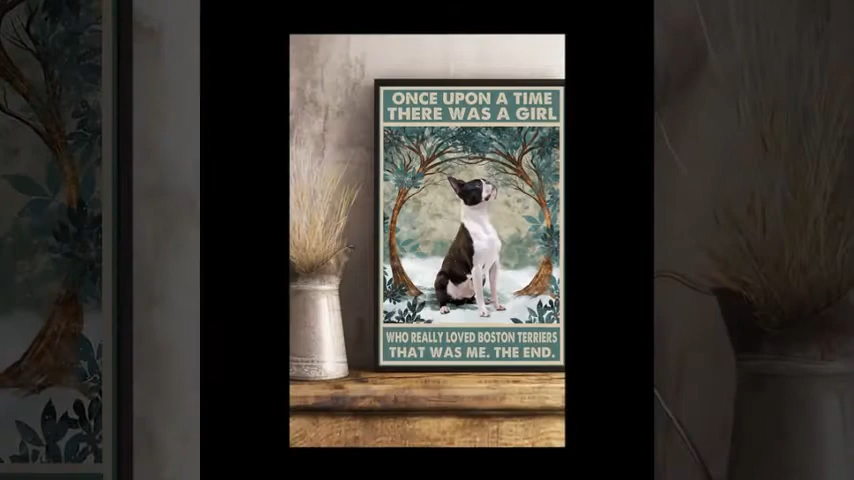 ONCE UPON A TIME
THERE WAS A GIRL
WHO REALLY LOVED BOSTON TERRIERS
THAT WAS ME. THE END.